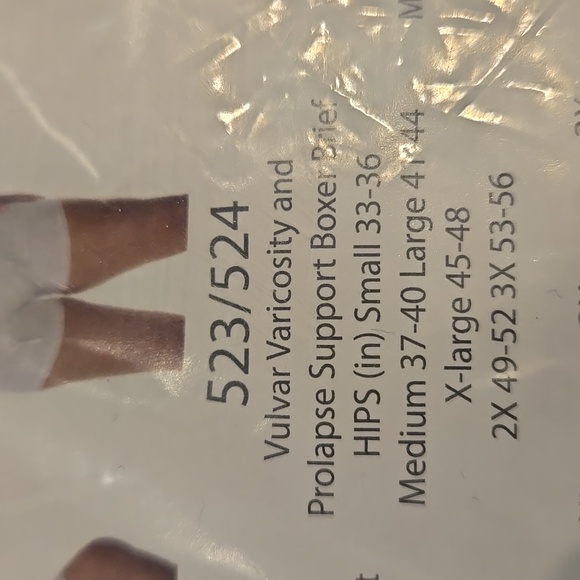 523/524
Vulvar Varicosity and
Prolapse Support Boxer Brief
HIPS (in) Small 33-36
Medium 37-40 Large 41-44
X-large 45-48
2X 49-52 3X 53-56